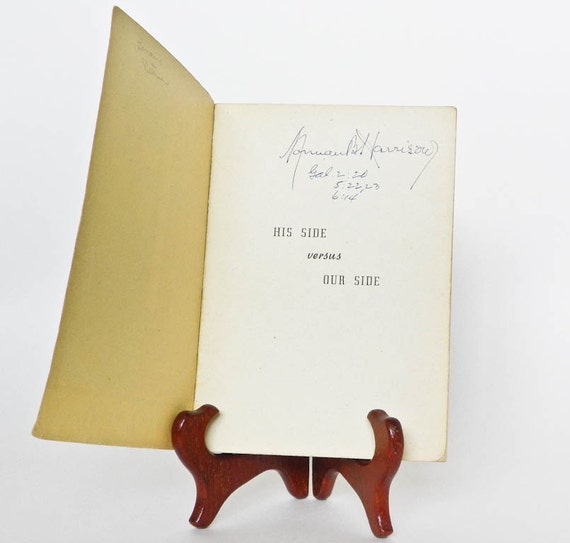 Norman B. Harrison
Gal. 2:20
5:22,23
6:14
HIS SIDE
versus
OUR SIDE